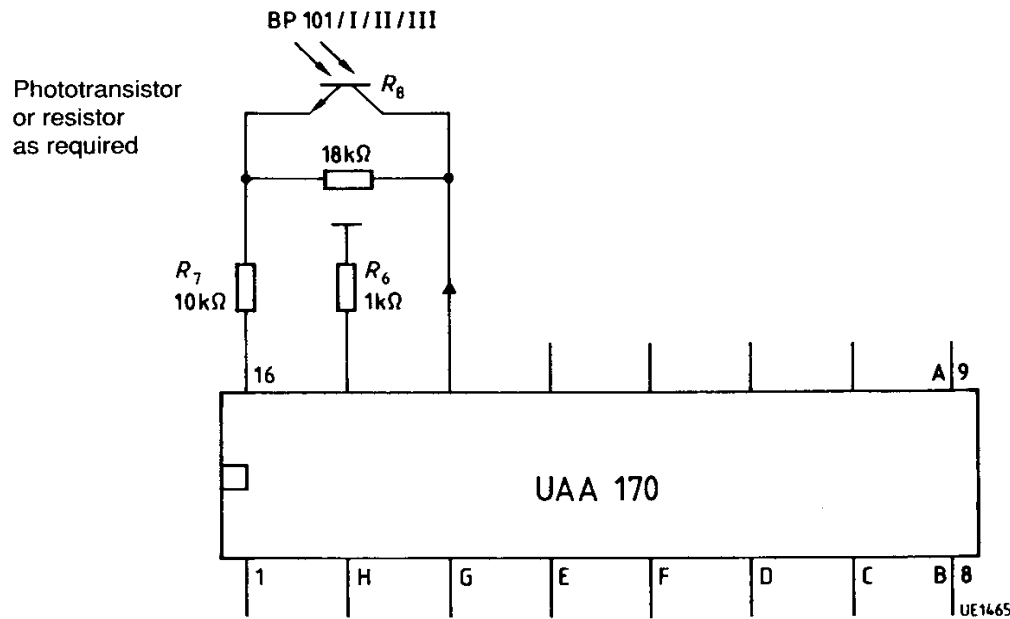 BP 101/I/II/III
Phototransistor
or resistor
as required
R8
18kΩ
R7
10kΩ
R6
1kΩ
16
A 9
UAA 170
1 H G E F D C B 8
UE1465